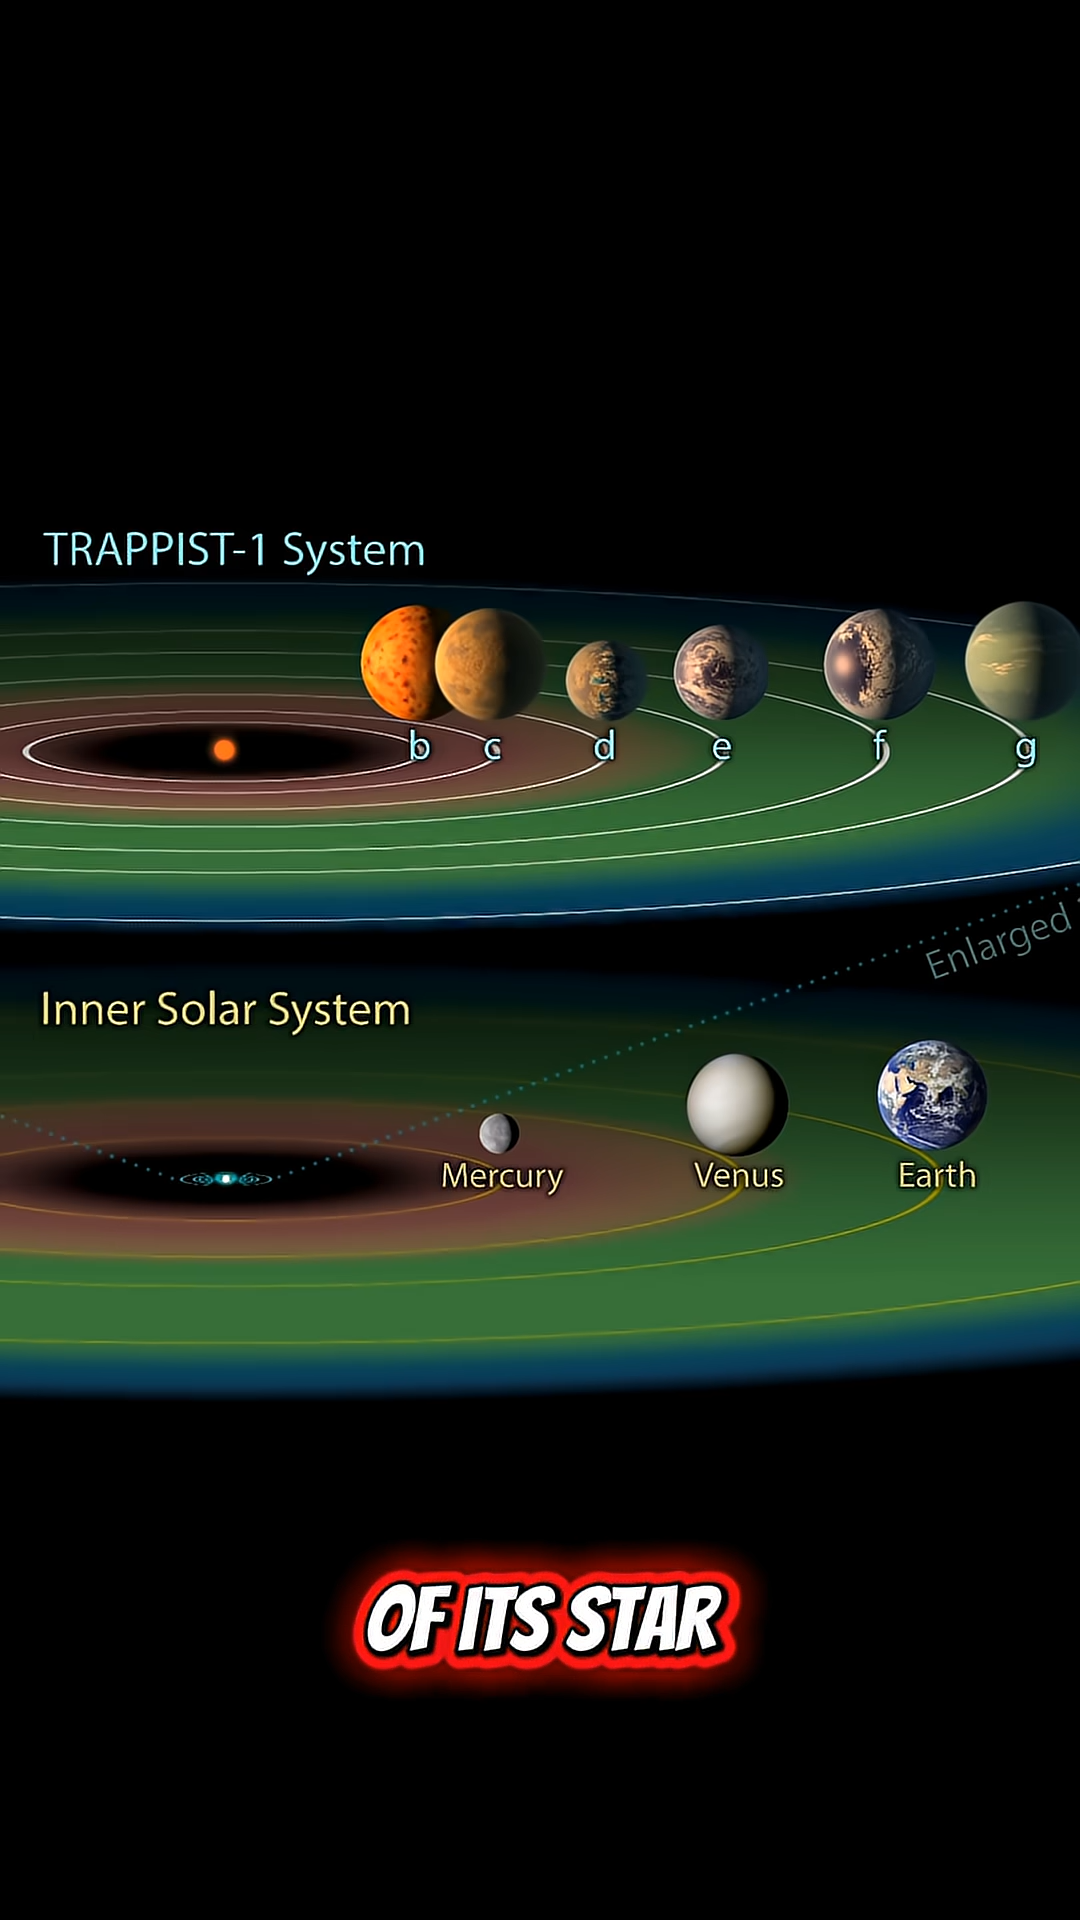 TRAPPIST-1 System
b c d e f g
Enlarged
Inner Solar System
Mercury Venus Earth
OF ITS STAR